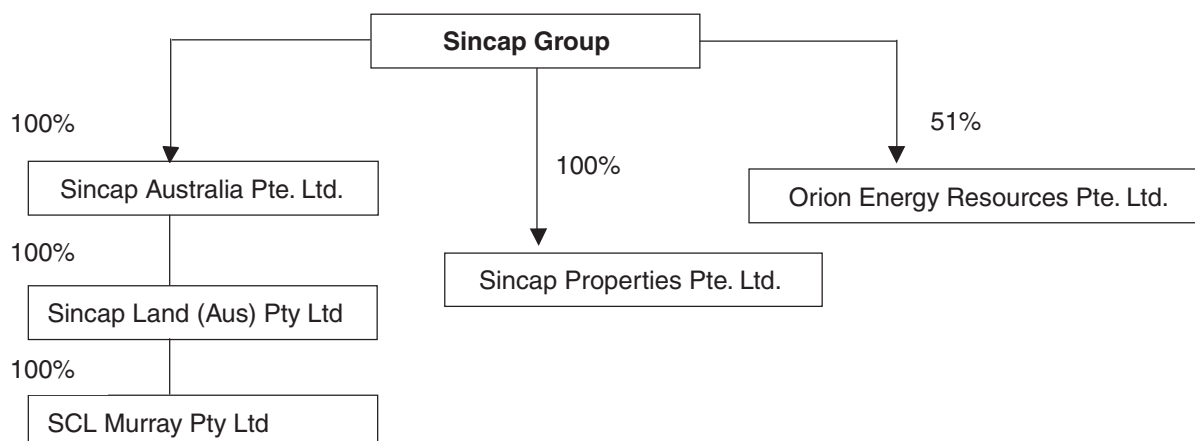 Sincap Group
100%
51%
100%
Sincap Australia Pte. Ltd.
Orion Energy Resources Pte. Ltd.
100%
Sincap Properties Pte. Ltd.
Sincap Land (Aus) Pty Ltd
100%
SCL Murray Pty Ltd